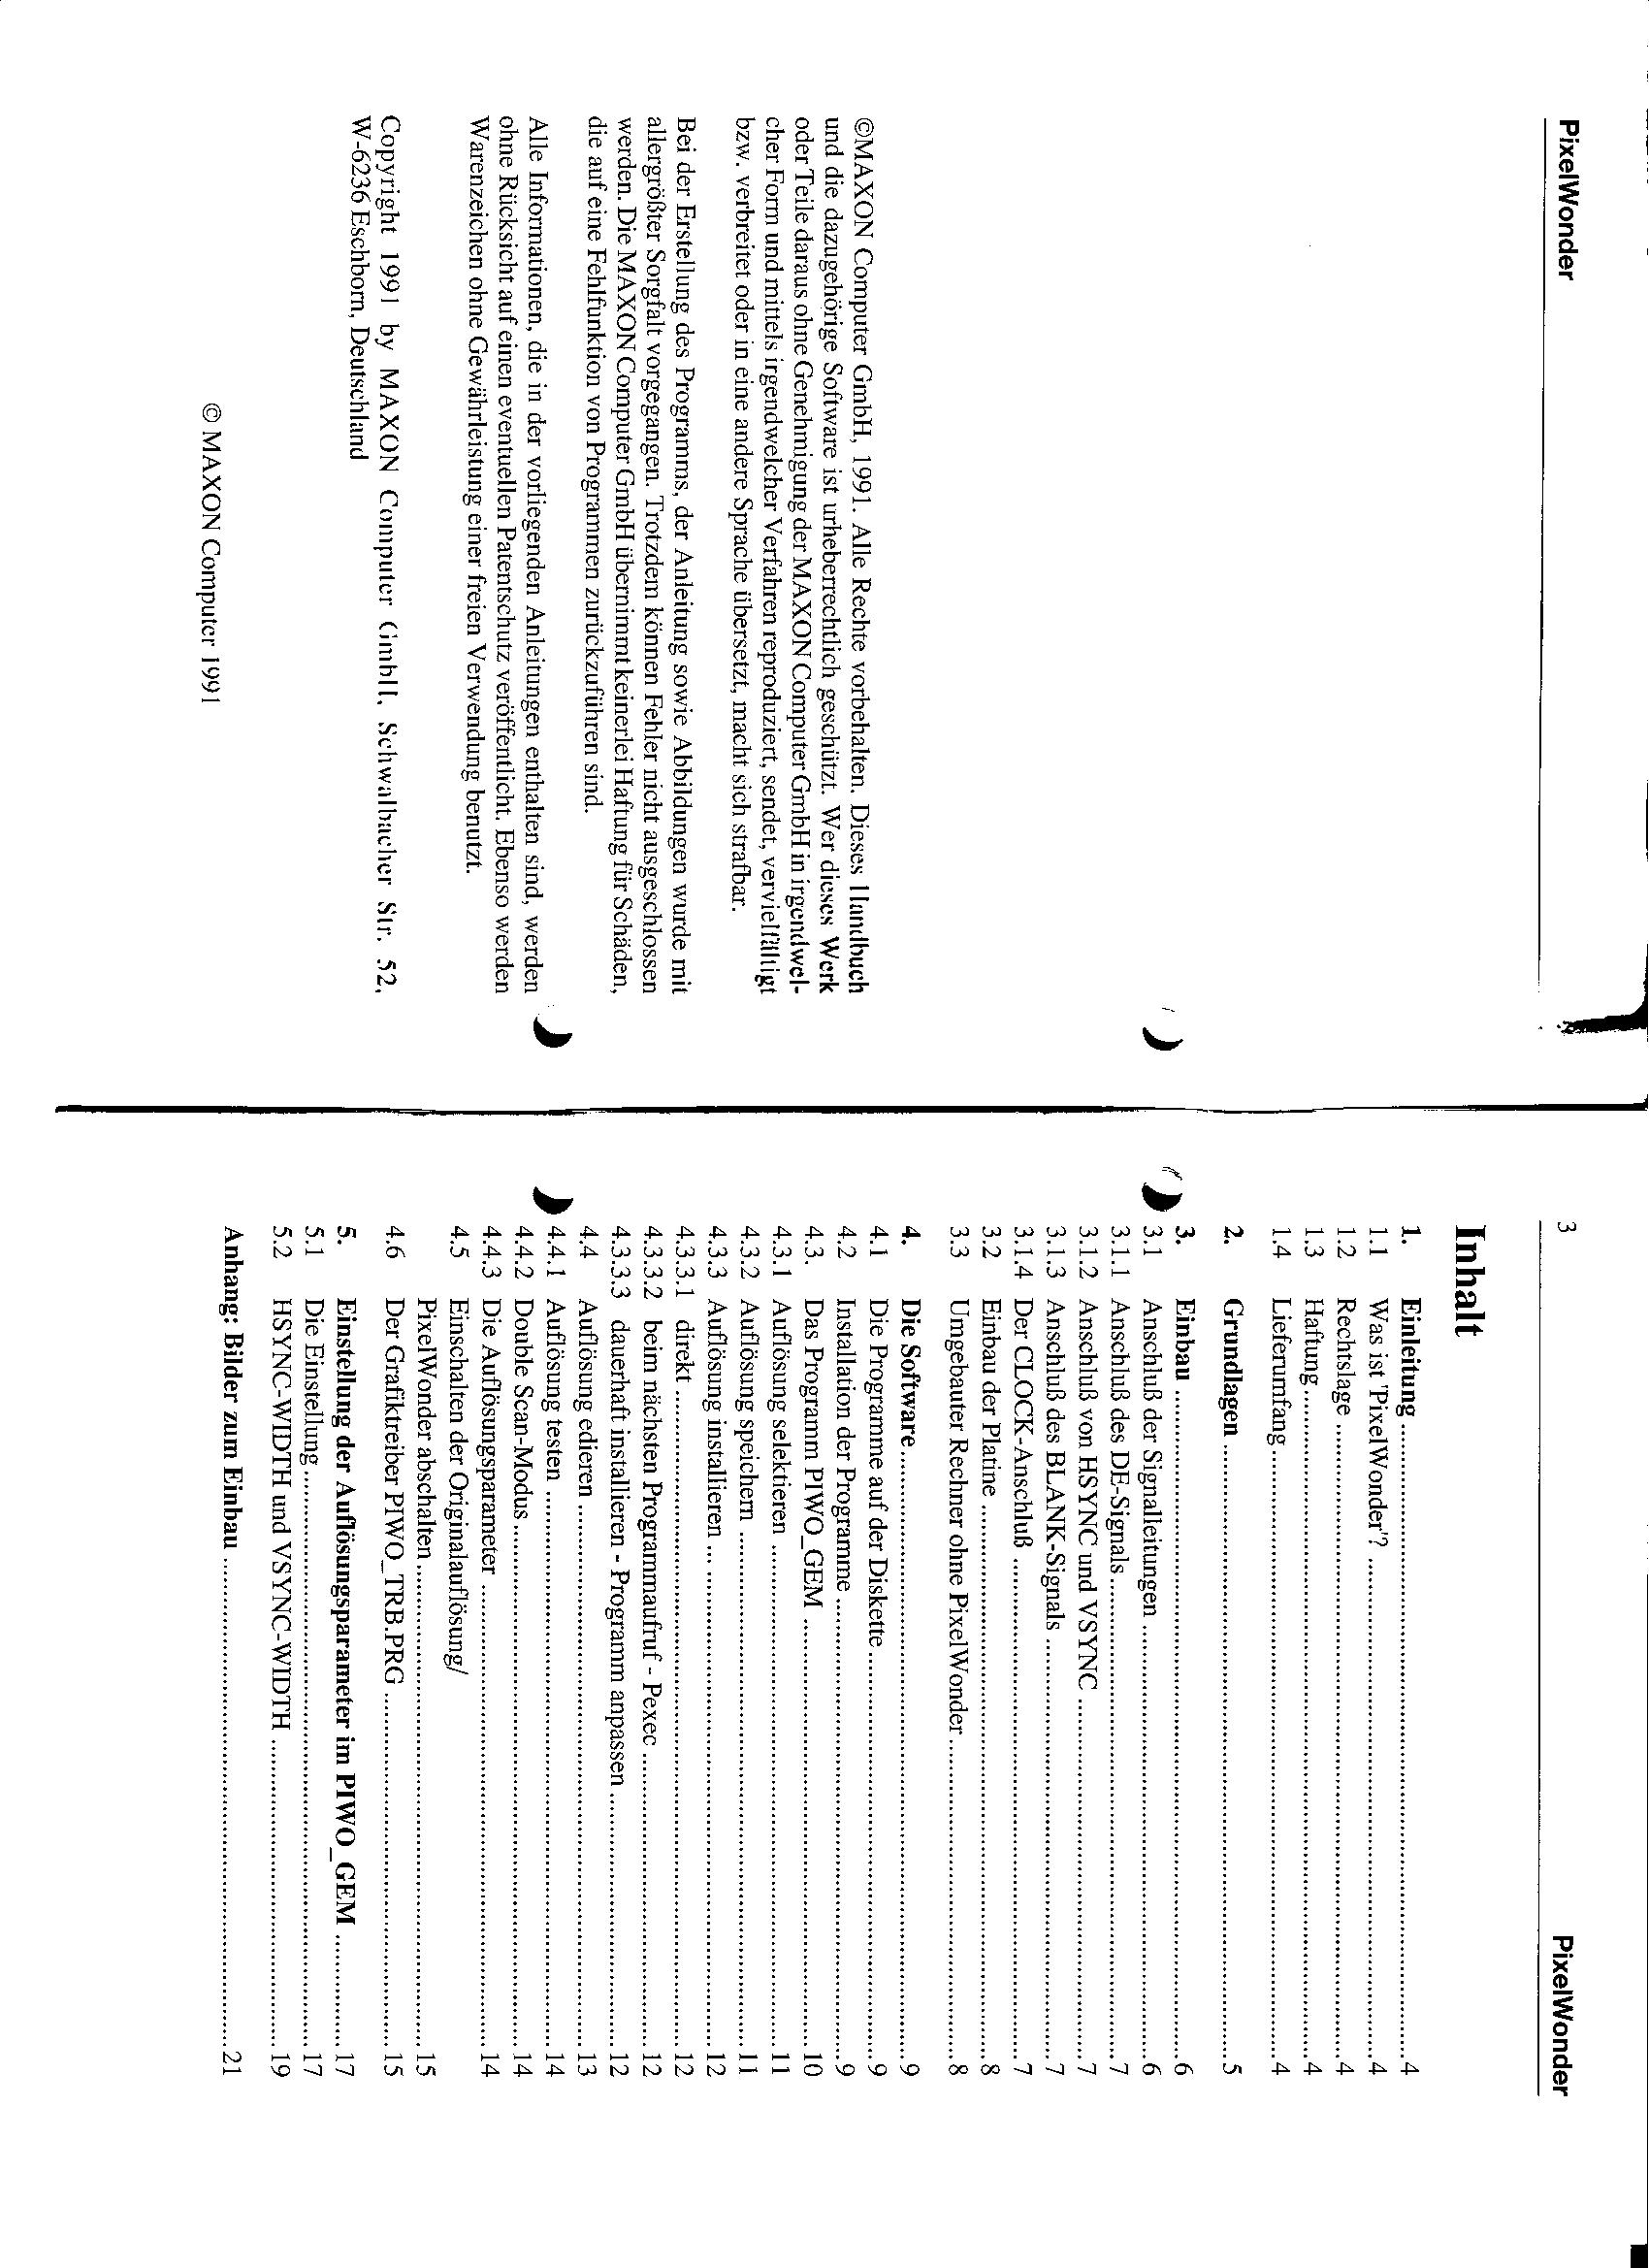 PixelWonder
©MAXON Computer GmbH, 1991. Alle Rechte vorbehalten. Dieses Handbuch
und die dazugehörige Software ist urheberrechtlich geschützt. Wer dieses Werk
oder Teile daraus ohne Genehmigung der MAXON Computer GmbH in irgendwel-
cher Form und mittels irgendwelcher Verfahren reproduziert, sendet, vervielfältigt
bzw. verbreitet oder in eine andere Sprache übersetzt, macht sich strafbar.
Bei der Erstellung des Programms, der Anleitung sowie Abbildungen wurde mit
allergrößter Sorgfalt vorgegangen. Trotzdem können Fehler nicht ausgeschlossen
werden. Die MAXON Computer GmbH übernimmt keinerlei Haftung für Schäden,
die auf eine Fehlfunktion von Programmen zurückzuführen sind.
Alle Informationen, die in der vorliegenden Anleitungen enthalten sind, werden
ohne Rücksicht auf einen eventuellen Patentschutz veröffentlicht. Ebenso werden
Warenzeichen ohne Gewährleistung einer freien Verwendung benutzt.
Copyright 1991 by MAXON Computer GmbH, Schwalbacher Str. 52,
W-6236 Eschborn, Deutschland
© MAXON Computer 1991
3 PixelWonder
Inhalt
1. Einleitung ........ 4
1.1 Was ist 'PixelWonder'? ........ 4
1.2 Rechtslage ........ 4
1.3 Haftung ........ 4
1.4 Lieferumfang ........ 4
2. Grundlagen ........ 5
3. Einbau ........ 6
3.1 Anschluß der Signalleitungen ........ 6
3.1.1 Anschluß des DE-Signals ........ 7
3.1.2 Anschluß von HSYNC und VSYNC ........ 7
3.1.3 Anschluß des BLANK-Signals ........ 7
3.1.4 Der CLOCK-Anschluß ........ 7
3.2 Einbau der Platine ........ 8
3.3 Umgebauter Rechner ohne PixelWonder ........ 8
4. Die Software ........ 9
4.1 Die Programme auf der Diskette ........ 9
4.2 Installation der Programme ........ 9
4.3. Das Programm PIWO_GEM ........ 10
4.3.1 Auflösung selektieren ........ 11
4.3.2 Auflösung speichern ........ 11
4.3.3 Auflösung installieren ........ 12
4.3.3.1 direkt ........ 12
4.3.3.2 beim nächsten Programmaufruf - Pexec ........ 12
4.3.3.3 dauerhaft installieren - Programm anpassen ........ 12
4.4 Auflösung edieren ........ 13
4.4.1 Auflösung testen ........ 14
4.4.2 Double Scan-Modus ........ 14
4.4.3 Die Auflösungsparameter ........ 14
4.5 Einschalten der Originalauflösung/
PixelWonder abschalten ........ 15
4.6 Der Grafiktreiber PIWO_TRB.PRG ........ 15
5. Einstellung der Auflösungsparameter im PIWO_GEM ........ 17
5.1 Die Einstellung ........ 17
5.2 HSYNC-WIDTH und VSYNC-WIDTH ........ 19
Anhang: Bilder zum Einbau ........ 21